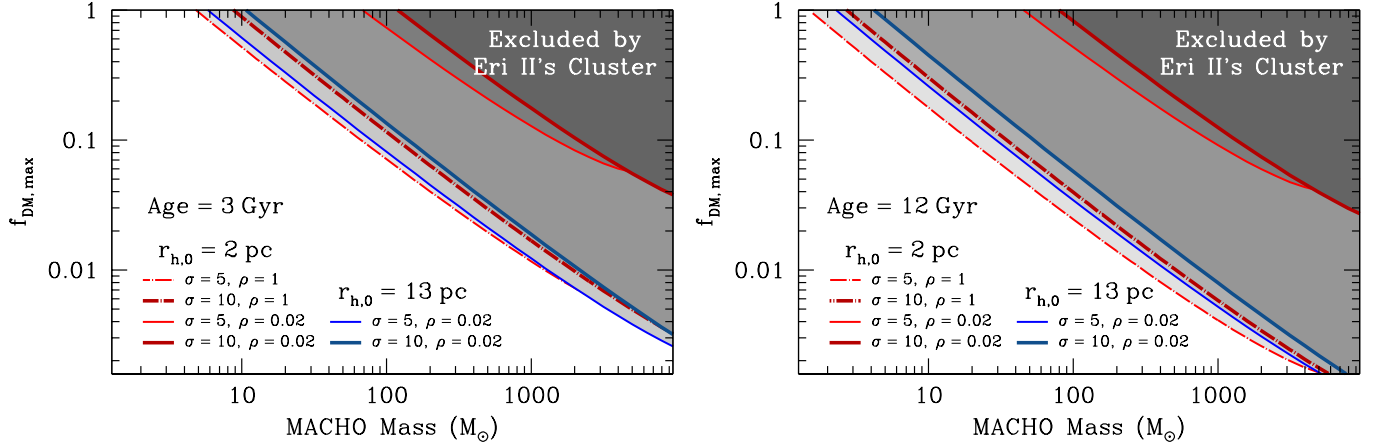 1
0.1
0.01
f_DM, max
Excluded by
Eri II's Cluster
Age = 3 Gyr
r_h,0 = 2 pc
σ = 5, ρ = 1
σ = 10, ρ = 1
σ = 5, ρ = 0.02
σ = 10, ρ = 0.02
r_h,0 = 13 pc
σ = 5, ρ = 0.02
σ = 10, ρ = 0.02
10 100 1000
MACHO Mass (M_⊙)
1
0.1
0.01
f_DM, max
Excluded by
Eri II's Cluster
Age = 12 Gyr
r_h,0 = 2 pc
σ = 5, ρ = 1
σ = 10, ρ = 1
σ = 5, ρ = 0.02
σ = 10, ρ = 0.02
r_h,0 = 13 pc
σ = 5, ρ = 0.02
σ = 10, ρ = 0.02
10 100 1000
MACHO Mass (M_⊙)